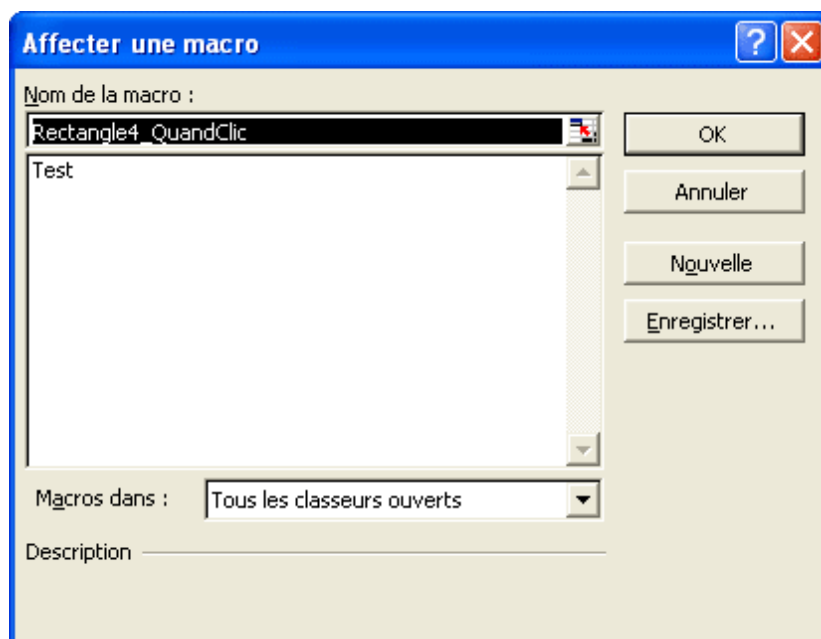 Affecter une macro
Nom de la macro :
Rectangle4_QuandClic
Test
OK
Annuler
Nouvelle
Enregistrer...
Macros dans : Tous les classeurs ouverts
Description